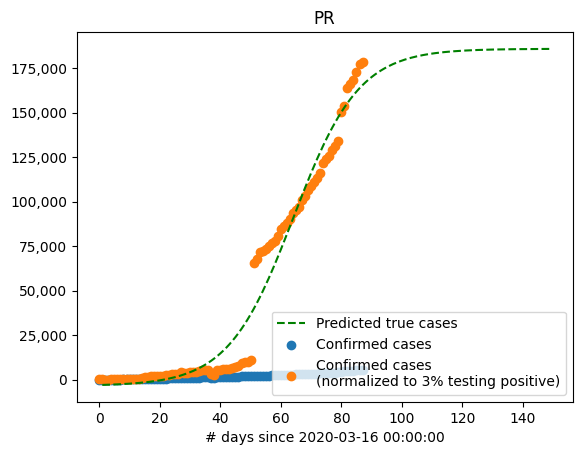 PR
175,000
150,000
125,000
100,000
75,000
50,000
25,000
0
Predicted true cases
Confirmed cases
Confirmed cases
(normalized to 3% testing positive)
0 20 40 60 80 100 120 140
# days since 2020-03-16 00:00:00